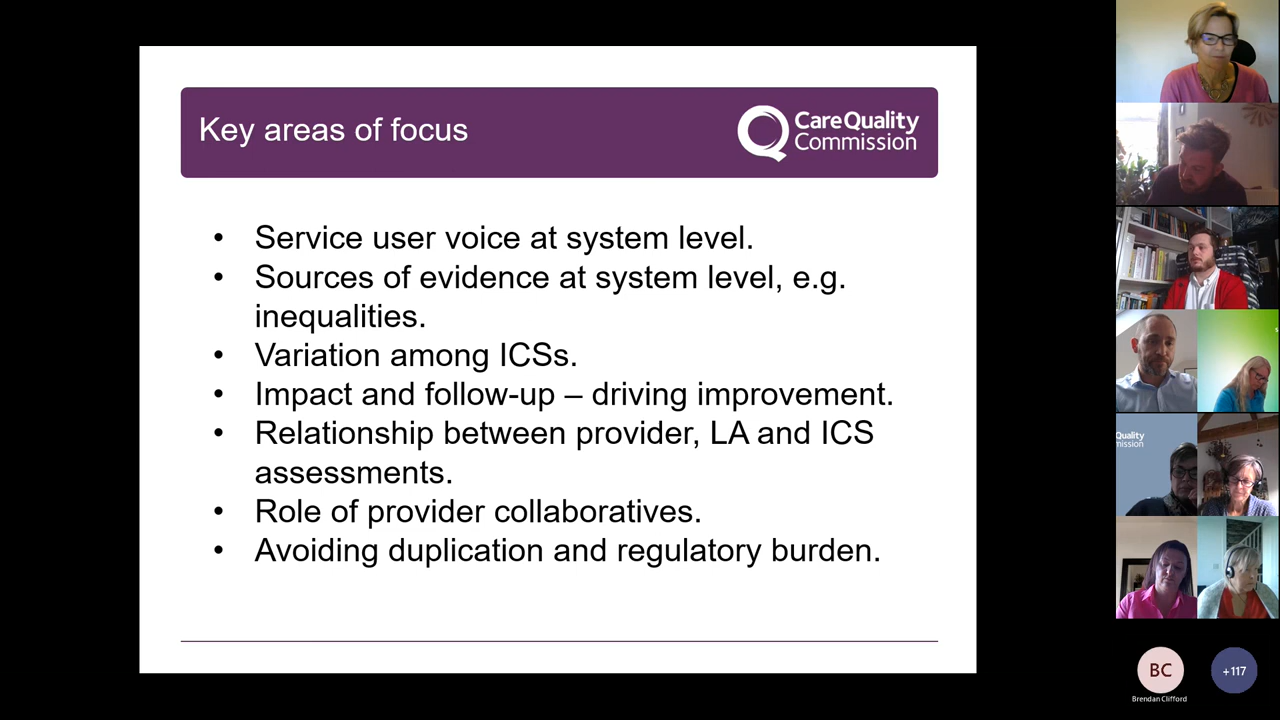 Key areas of focus
CareQuality
Commission
• Service user voice at system level.
• Sources of evidence at system level, e.g.
inequalities.
• Variation among ICSs.
• Impact and follow-up – driving improvement.
• Relationship between provider, LA and ICS
assessments.
• Role of provider collaboratives.
• Avoiding duplication and regulatory burden.
Quality
mission
BC
+117
Brendan Clifford